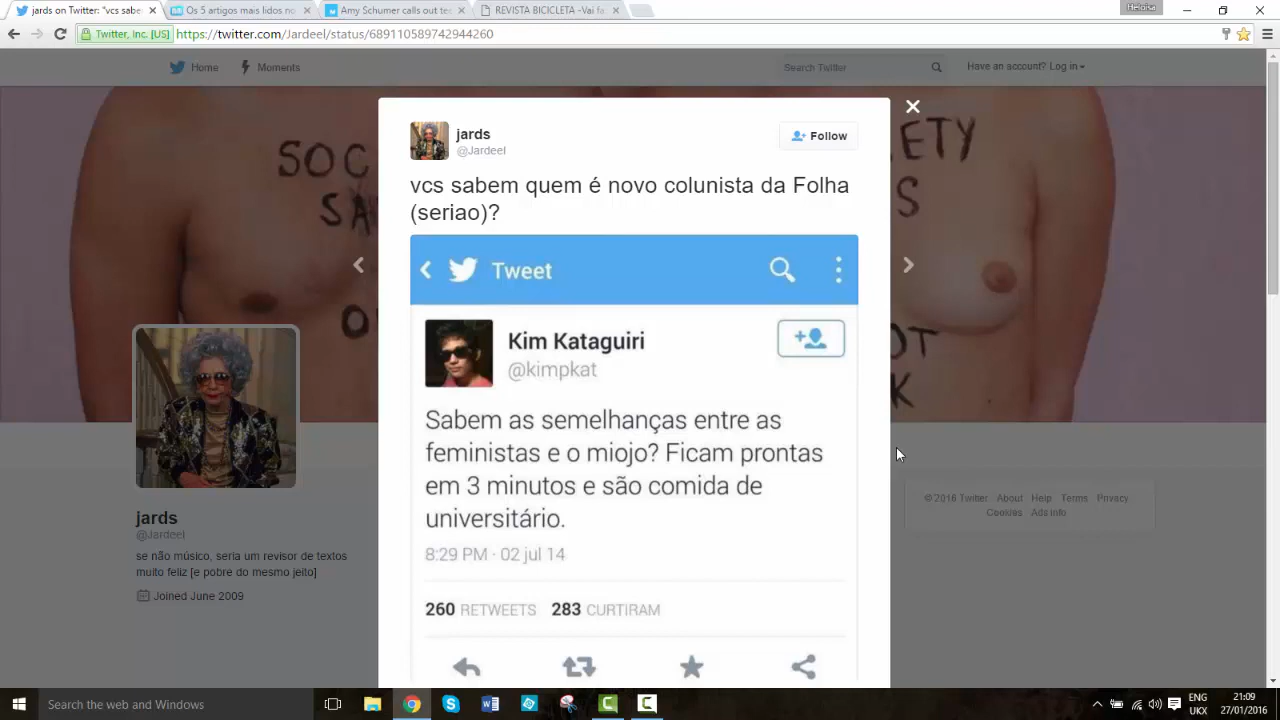 jards on Twitter: "vcs sabe
Os 5 artigos mais lidos no
Amy Schumer calls out te
REVISTA BICICLETA -Vai fa
Heloisa
Twitter, Inc. [US] https://twitter.com/Jardeel/status/689110589742944260
Home
Moments
Search Twitter
Have an account? Log in
SOC
ETY
SA
S
O
OT
K
jards
@Jardeel
Follow
vcs sabem quem é novo colunista da Folha
(seriao)?
Tweet
Kim Kataguiri
@kimpkat
Sabem as semelhanças entre as
feministas e o miojo? Ficam prontas
em 3 minutos e são comida de
universitário.
8:29 PM · 02 jul 14
260 RETWEETS 283 CURTIRAM
jards
@Jardeel
se não músico, seria um revisor de textos
muito feliz [e pobre do mesmo jeito]
Joined June 2009
© 2016 Twitter About Help Terms Privacy
Cookies Ads info
Search the web and Windows
ENG
UKX
21:09
27/01/2016